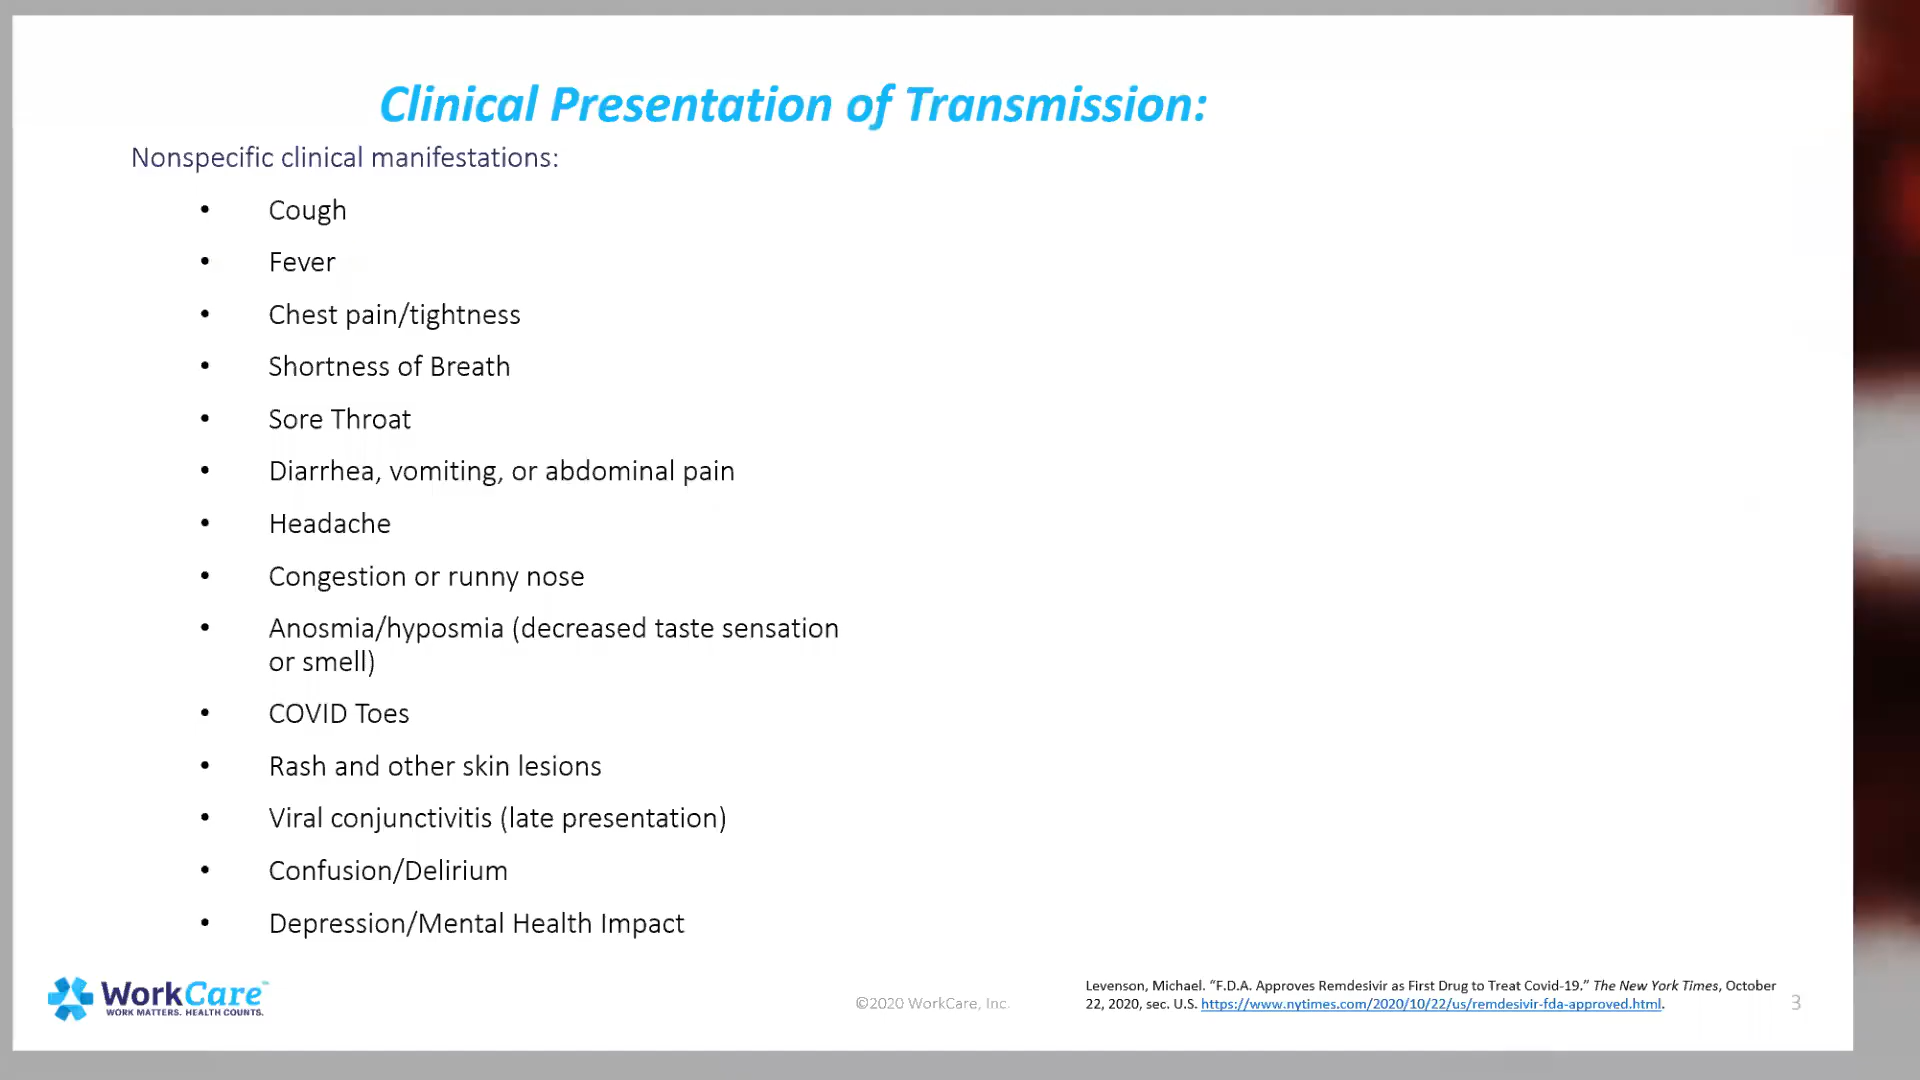 Clinical Presentation of Transmission:
Nonspecific clinical manifestations:
• Cough
• Fever
• Chest pain/tightness
• Shortness of Breath
• Sore Throat
• Diarrhea, vomiting, or abdominal pain
• Headache
• Congestion or runny nose
• Anosmia/hyposmia (decreased taste sensation
or smell)
• COVID Toes
• Rash and other skin lesions
• Viral conjunctivitis (late presentation)
• Confusion/Delirium
• Depression/Mental Health Impact
WorkCare™
WORK MATTERS. HEALTH COUNTS.
©2020 WorkCare, Inc.
Levenson, Michael. “F.D.A. Approves Remdesivir as First Drug to Treat Covid-19.” The New York Times, October
22, 2020, sec. U.S. https://www.nytimes.com/2020/10/22/us/remdesivir-fda-approved.html.
3